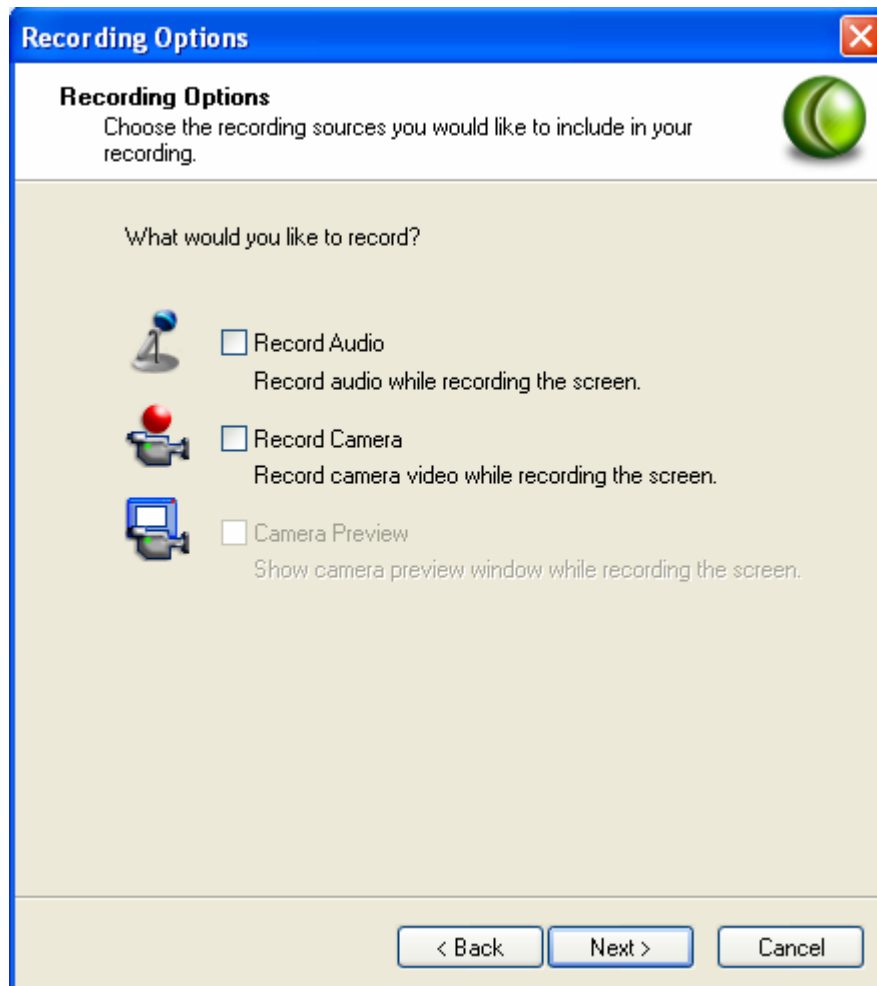 Recording Options
Recording Options
Choose the recording sources you would like to include in your
recording.
What would you like to record?
Record Audio
Record audio while recording the screen.
Record Camera
Record camera video while recording the screen.
Camera Preview
Show camera preview window while recording the screen.
< Back Next > Cancel